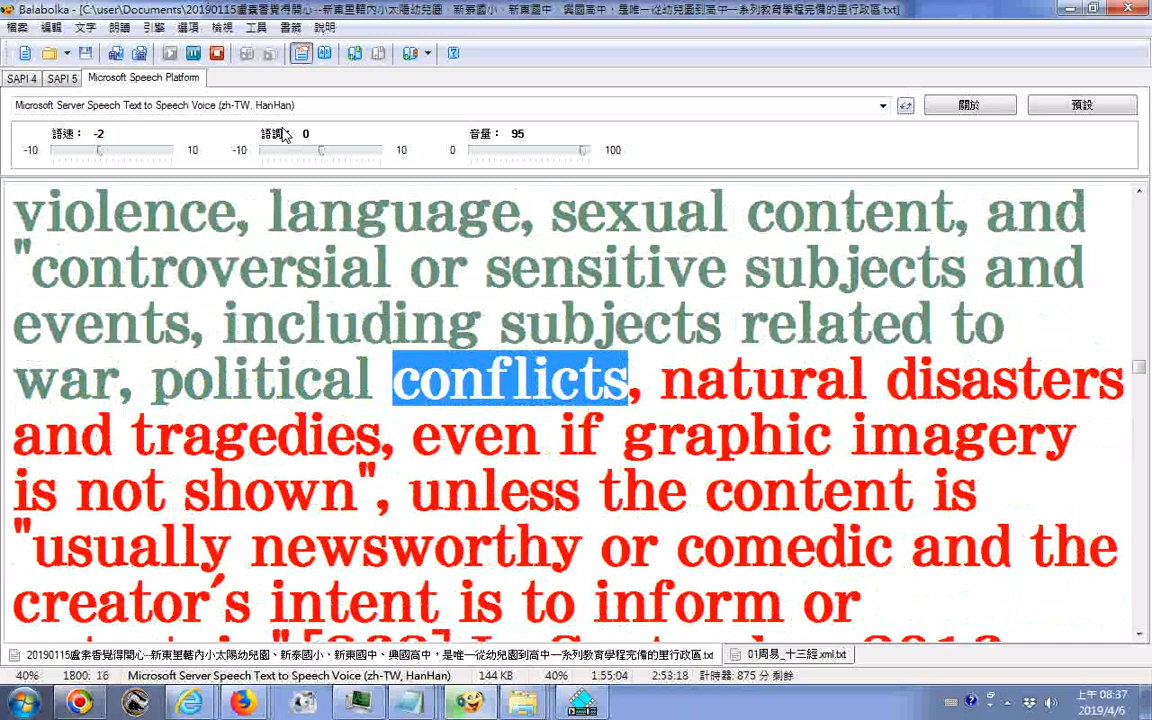 Balabolka - [C:\user\Documents\20190115盧素香覺得開心--新東里轄內小太陽幼兒園、新泰國小、新東國中、興國高中，是唯一從幼兒園到高中一系列教育學程完備的里行政區.txt]
檔案 編輯 文字 朗讀 引擎 選項 檢視 工具 書籤 說明
SAPI 4 SAPI 5 Microsoft Speech Platform
Microsoft Server Speech Text to Speech Voice (zh-TW, HanHan) 關於 預設
語速： -2 語調： 0 音量： 95
-10 10 -10 10 0 100
violence, language, sexual content, and
"controversial or sensitive subjects and
events, including subjects related to
war, political conflicts, natural disasters
and tragedies, even if graphic imagery
is not shown", unless the content is
"usually newsworthy or comedic and the
creator's intent is to inform or
20190115盧素香覺得開心--新東里轄內小太陽幼兒園、新泰國小、新東國中、興國高中，是唯一從幼兒園到高中一系列教育學程完備的里行政區.txt 01周易_十三經.xml.txt
40% 1800: 16 Microsoft Server Speech Text to Speech Voice (zh-TW, HanHan) 144 KB 40% 1:55:04 2:53:18 計時器: 875 分 剩餘
上午 08:37
2019/4/6